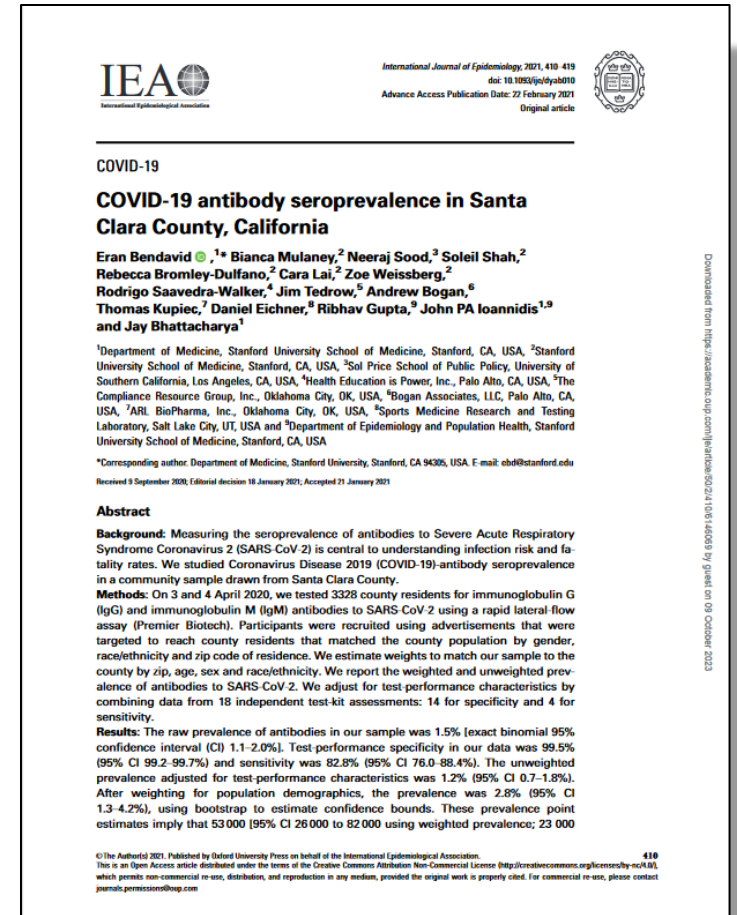 IEA
International Epidemiological Association
International Journal of Epidemiology, 2021, 410–419
doi: 10.1093/ije/dyab010
Advance Access Publication Date: 22 February 2021
Original article
COVID-19
COVID-19 antibody seroprevalence in Santa
Clara County, California
Eran Bendavid ,1* Bianca Mulaney,2 Neeraj Sood,3 Soleil Shah,2
Rebecca Bromley-Dulfano,2 Cara Lai,2 Zoe Weissberg,2
Rodrigo Saavedra-Walker,4 Jim Tedrow,5 Andrew Bogan,6
Thomas Kupiec,7 Daniel Eichner,8 Ribhav Gupta,9 John PA Ioannidis1,9
and Jay Bhattacharya1
1Department of Medicine, Stanford University School of Medicine, Stanford, CA, USA, 2Stanford
University School of Medicine, Stanford, CA, USA, 3Sol Price School of Public Policy, University of
Southern California, Los Angeles, CA, USA, 4Health Education is Power, Inc., Palo Alto, CA, USA, 5The
Compliance Resource Group, Inc., Oklahoma City, OK, USA, 6Bogan Associates, LLC, Palo Alto, CA,
USA, 7ARL BioPharma, Inc., Oklahoma City, OK, USA, 8Sports Medicine Research and Testing
Laboratory, Salt Lake City, UT, USA and 9Department of Epidemiology and Population Health, Stanford
University School of Medicine, Stanford, CA, USA
*Corresponding author. Department of Medicine, Stanford University, Stanford, CA 94305, USA. E-mail: ebd@stanford.edu
Received 9 September 2020; Editorial decision 18 January 2021; Accepted 21 January 2021
Abstract
Background: Measuring the seroprevalence of antibodies to Severe Acute Respiratory
Syndrome Coronavirus 2 (SARS-CoV-2) is central to understanding infection risk and fa-
tality rates. We studied Coronavirus Disease 2019 (COVID-19)-antibody seroprevalence
in a community sample drawn from Santa Clara County.
Methods: On 3 and 4 April 2020, we tested 3328 county residents for immunoglobulin G
(IgG) and immunoglobulin M (IgM) antibodies to SARS-CoV-2 using a rapid lateral-flow
assay (Premier Biotech). Participants were recruited using advertisements that were
targeted to reach county residents that matched the county population by gender,
race/ethnicity and zip code of residence. We estimate weights to match our sample to the
county by zip, age, sex and race/ethnicity. We report the weighted and unweighted prev-
alence of antibodies to SARS-CoV-2. We adjust for test-performance characteristics by
combining data from 18 independent test-kit assessments: 14 for specificity and 4 for
sensitivity.
Results: The raw prevalence of antibodies in our sample was 1.5% [exact binomial 95%
confidence interval (CI) 1.1–2.0%]. Test-performance specificity in our data was 99.5%
(95% CI 99.2–99.7%) and sensitivity was 82.8% (95% CI 76.0–88.4%). The unweighted
prevalence adjusted for test-performance characteristics was 1.2% (95% CI 0.7–1.8%).
After weighting for population demographics, the prevalence was 2.8% (95% CI
1.3–4.2%), using bootstrap to estimate confidence bounds. These prevalence point
estimates imply that 53 000 [95% CI 26 000 to 82 000 using weighted prevalence; 23 000
©The Author(s) 2021. Published by Oxford University Press on behalf of the International Epidemiological Association. 410
This is an Open Access article distributed under the terms of the Creative Commons Attribution Non-Commercial License (http://creativecommons.org/licenses/by-nc/4.0/),
which permits non-commercial re-use, distribution, and reproduction in any medium, provided the original work is properly cited. For commercial re-use, please contact
journals.permissions@oup.com
Downloaded from https://academic.oup.com/ije/article/50/2/410/6146069 by guest on 09 October 2023